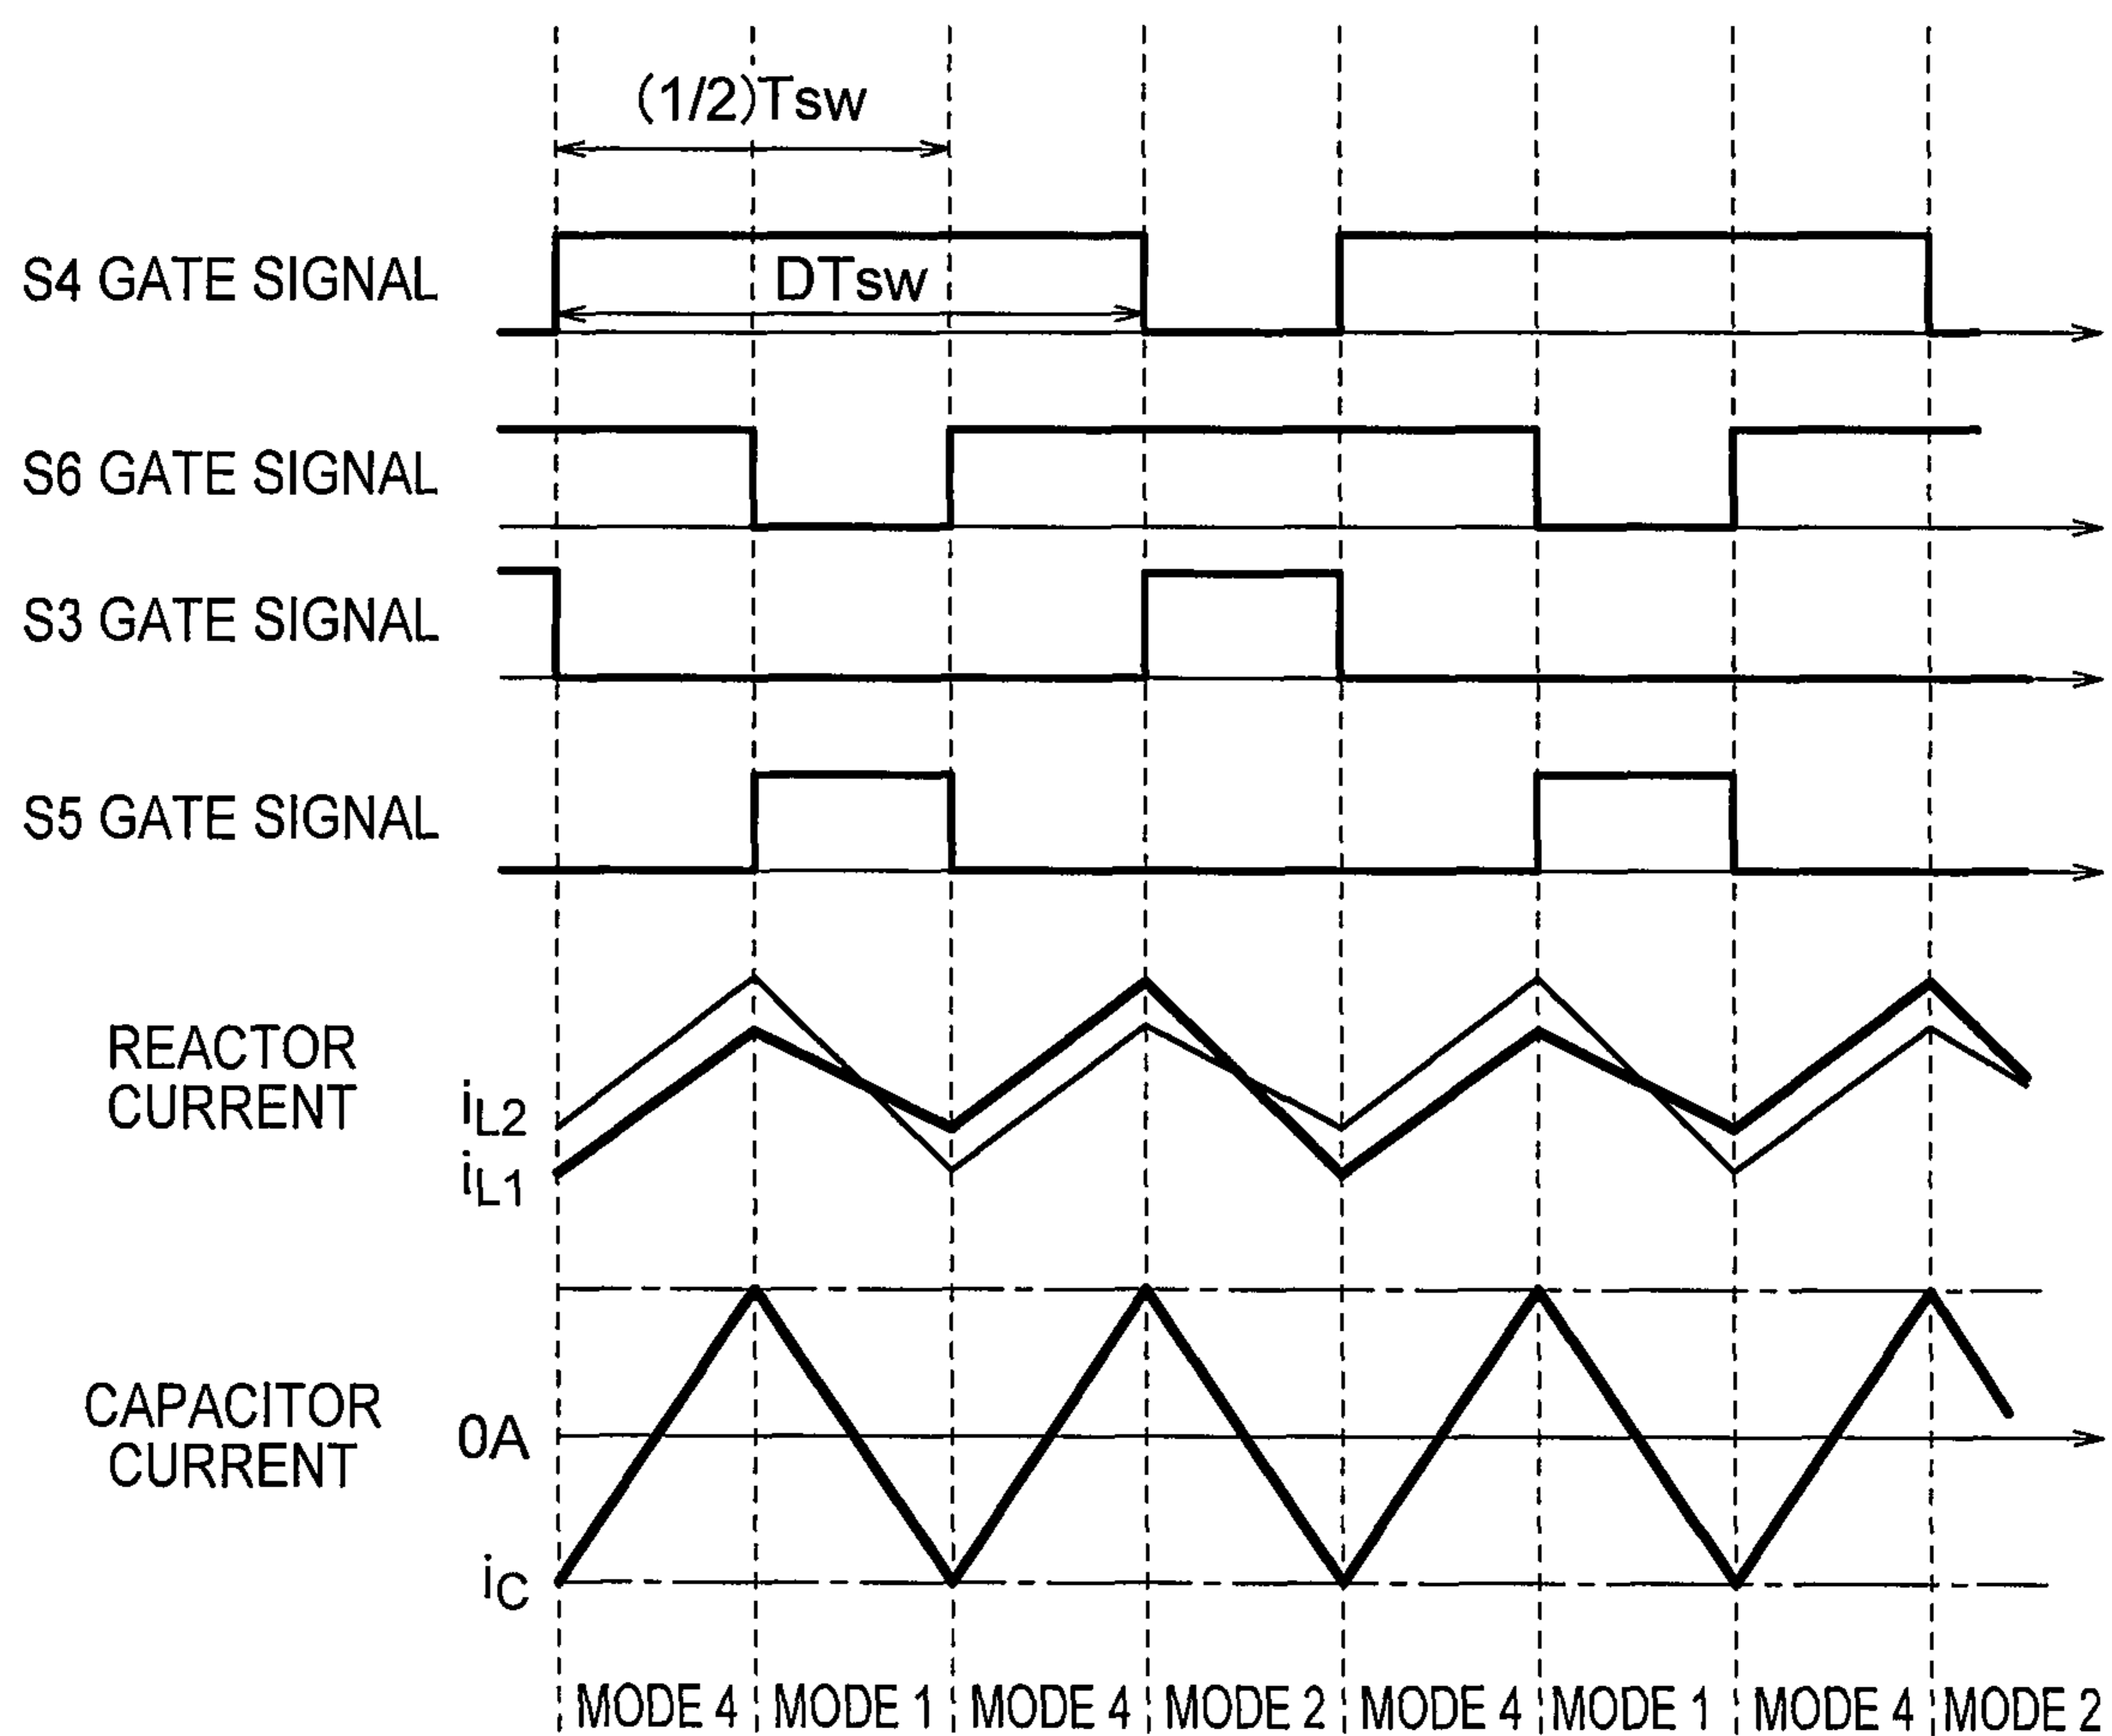 (1/2)Tsw
S4 GATE SIGNAL
DTsw
S6 GATE SIGNAL
S3 GATE SIGNAL
S5 GATE SIGNAL
REACTOR
CURRENT
iL2
iL1
CAPACITOR
CURRENT
0A
iC
MODE 4 MODE 1 MODE 4 MODE 2 MODE 4 MODE 1 MODE 4 MODE 2